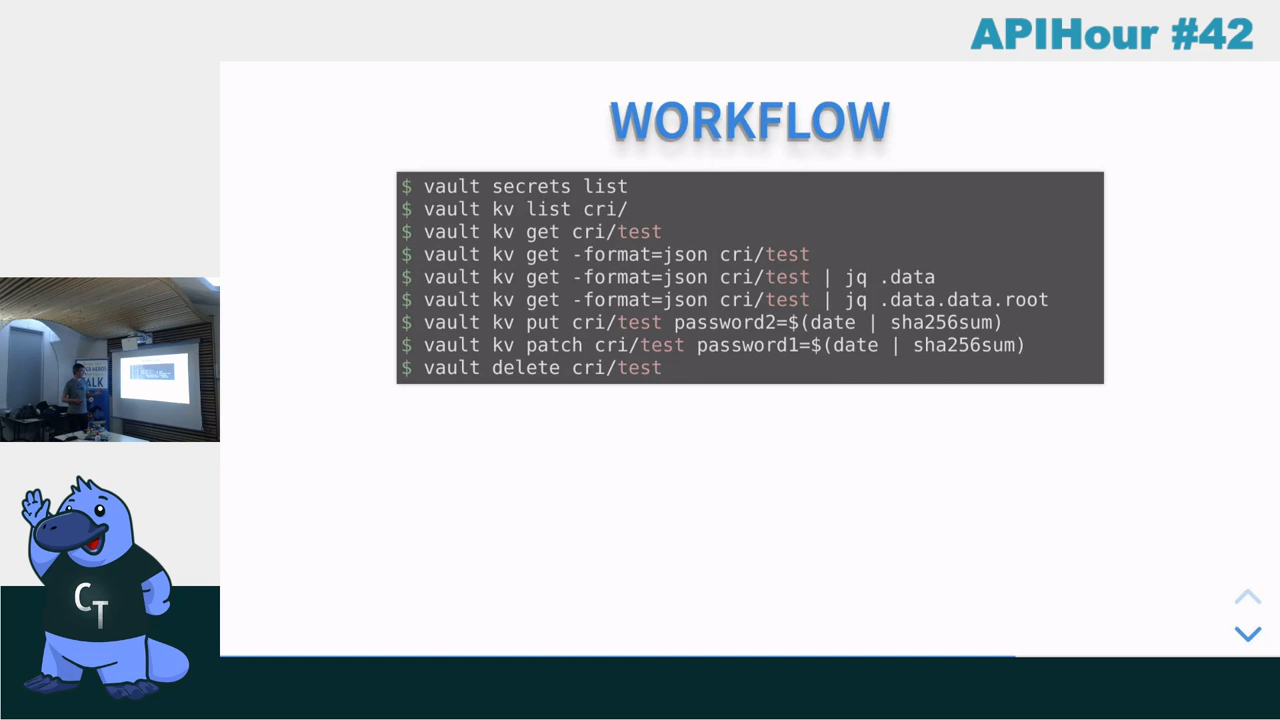 APIHour #42
WORKFLOW
$ vault secrets list
$ vault kv list cri/
$ vault kv get cri/test
$ vault kv get -format=json cri/test
$ vault kv get -format=json cri/test | jq .data
$ vault kv get -format=json cri/test | jq .data.data.root
$ vault kv put cri/test password2=$(date | sha256sum)
$ vault kv patch cri/test password1=$(date | sha256sum)
$ vault delete cri/test
ALK
CT